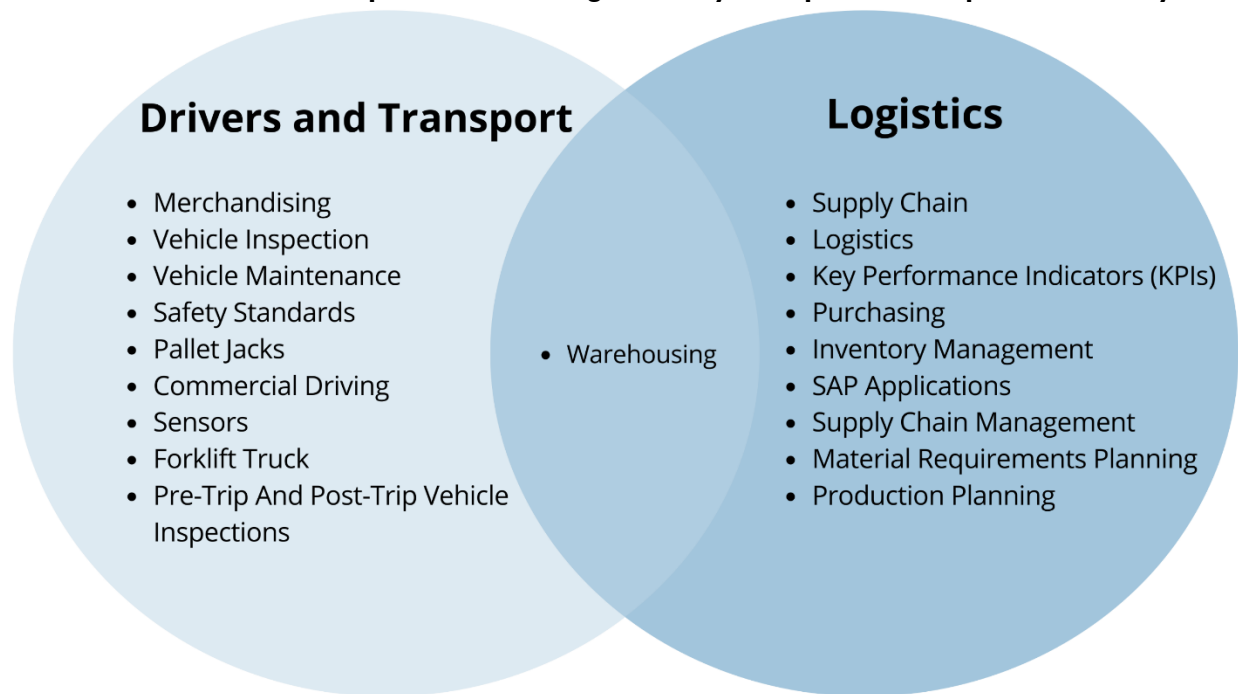 Drivers and Transport
Logistics
• Merchandising
• Vehicle Inspection
• Vehicle Maintenance
• Safety Standards
• Pallet Jacks
• Commercial Driving
• Sensors
• Forklift Truck
• Pre-Trip And Post-Trip Vehicle
Inspections
• Warehousing
• Supply Chain
• Logistics
• Key Performance Indicators (KPIs)
• Purchasing
• Inventory Management
• SAP Applications
• Supply Chain Management
• Material Requirements Planning
• Production Planning